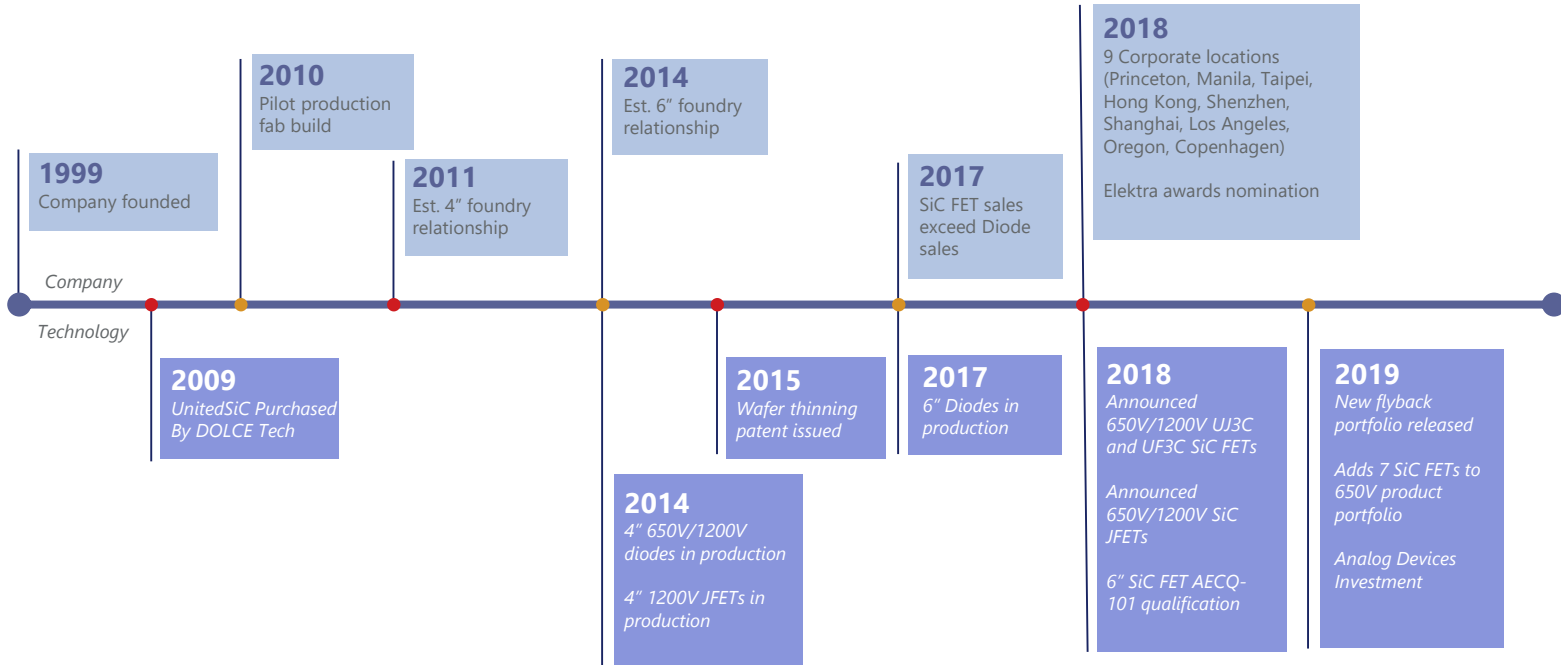 1999
Company founded
2010
Pilot production
fab build
2011
Est. 4” foundry
relationship
2014
Est. 6” foundry
relationship
2017
SiC FET sales
exceed Diode
sales
2018
9 Corporate locations
(Princeton, Manila, Taipei,
Hong Kong, Shenzhen,
Shanghai, Los Angeles,
Oregon, Copenhagen)
Elektra awards nomination
Company
Technology
2009
UnitedSiC Purchased
By DOLCE Tech
2014
4” 650V/1200V
diodes in production
4” 1200V JFETs in
production
2015
Wafer thinning
patent issued
2017
6” Diodes in
production
2018
Announced
650V/1200V UJ3C
and UF3C SiC FETs
Announced
650V/1200V SiC
JFETs
6” SiC FET AECQ-
101 qualification
2019
New flyback
portfolio released
Adds 7 SiC FETs to
650V product
portfolio
Analog Devices
Investment